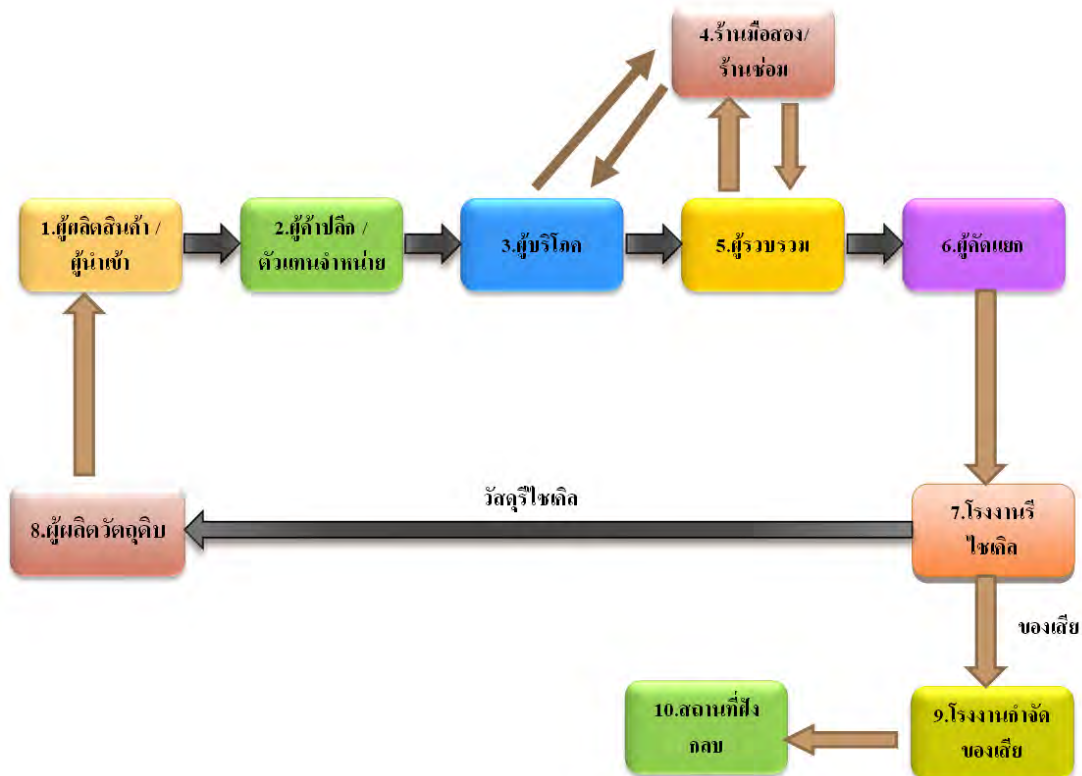 4.ร้านมือสอง/
ร้านซ่อม
1.ผู้ผลิตสินค้า /
ผู้นำเข้า
2.ผู้ค้าปลีก /
ตัวแทนจำหน่าย
3.ผู้บริโภค
5.ผู้รวบรวม
6.ผู้คัดแยก
วัสดุรีไซเคิล
8.ผู้ผลิตวัตถุดิบ
7.โรงงานรี
ไซเคิล
ของเสีย
10.สถานที่ฝัง
กลบ
9.โรงงานกำจัด
ของเสีย